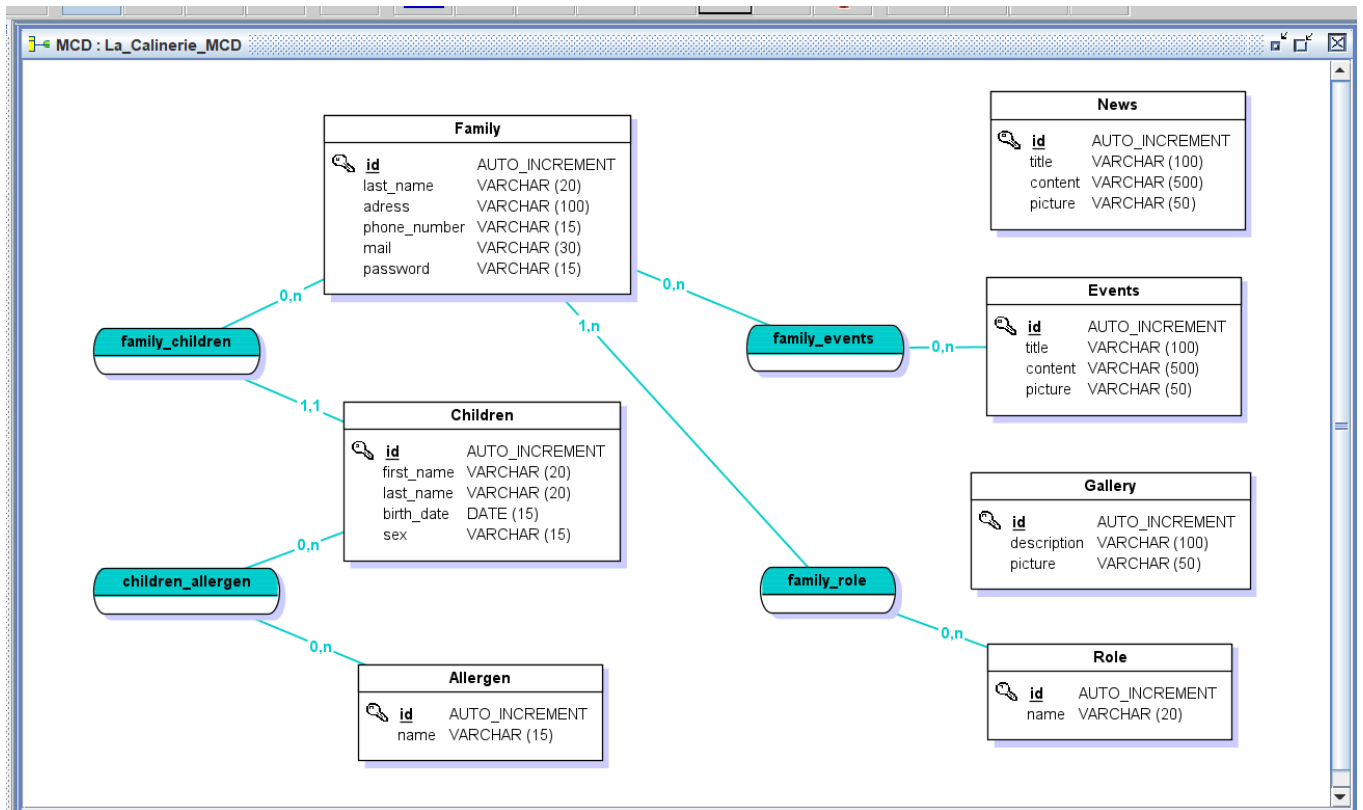 MCD : La_Calinerie_MCD
Family
id AUTO_INCREMENT
last_name VARCHAR (20)
adress VARCHAR (100)
phone_number VARCHAR (15)
mail VARCHAR (30)
password VARCHAR (15)
News
id AUTO_INCREMENT
title VARCHAR (100)
content VARCHAR (500)
picture VARCHAR (50)
0,n
family_children
1,1
1,n
0,n
family_events
0,n
Events
id AUTO_INCREMENT
title VARCHAR (100)
content VARCHAR (500)
picture VARCHAR (50)
Children
id AUTO_INCREMENT
first_name VARCHAR (20)
last_name VARCHAR (20)
birth_date DATE (15)
sex VARCHAR (15)
Gallery
id AUTO_INCREMENT
description VARCHAR (100)
picture VARCHAR (50)
0,n
children_allergen
0,n
family_role
0,n
Allergen
id AUTO_INCREMENT
name VARCHAR (15)
Role
id AUTO_INCREMENT
name VARCHAR (20)